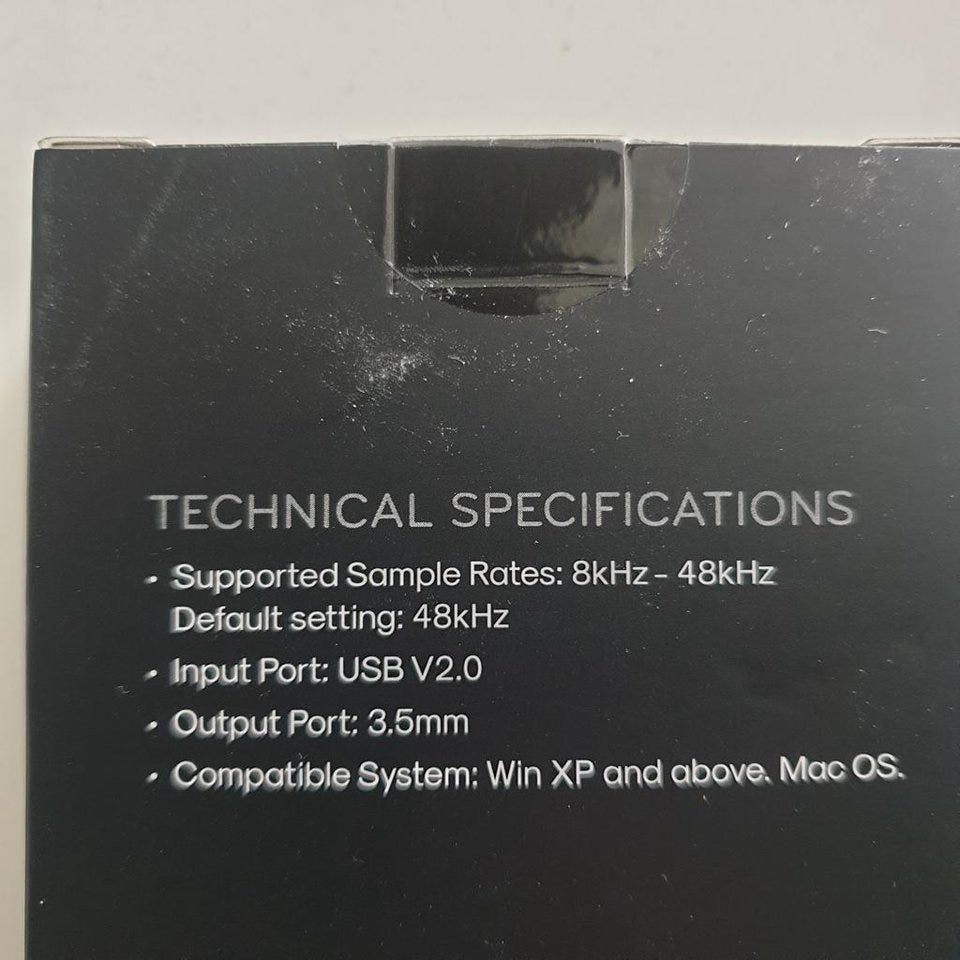 TECHNICAL SPECIFICATIONS
• Supported Sample Rates: 8kHz - 48kHz
Default setting: 48kHz
• Input Port: USB V2.0
• Output Port: 3.5mm
• Compatible System: Win XP and above. Mac OS.